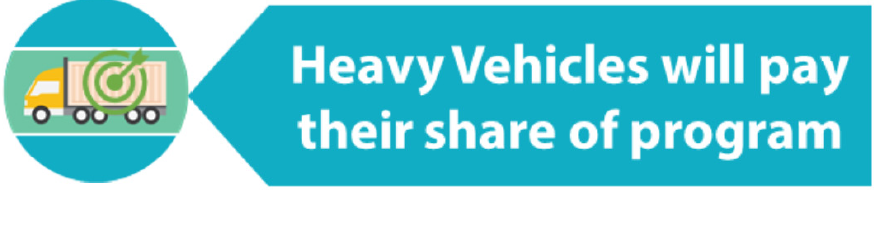 Heavy Vehicles will pay
their share of program